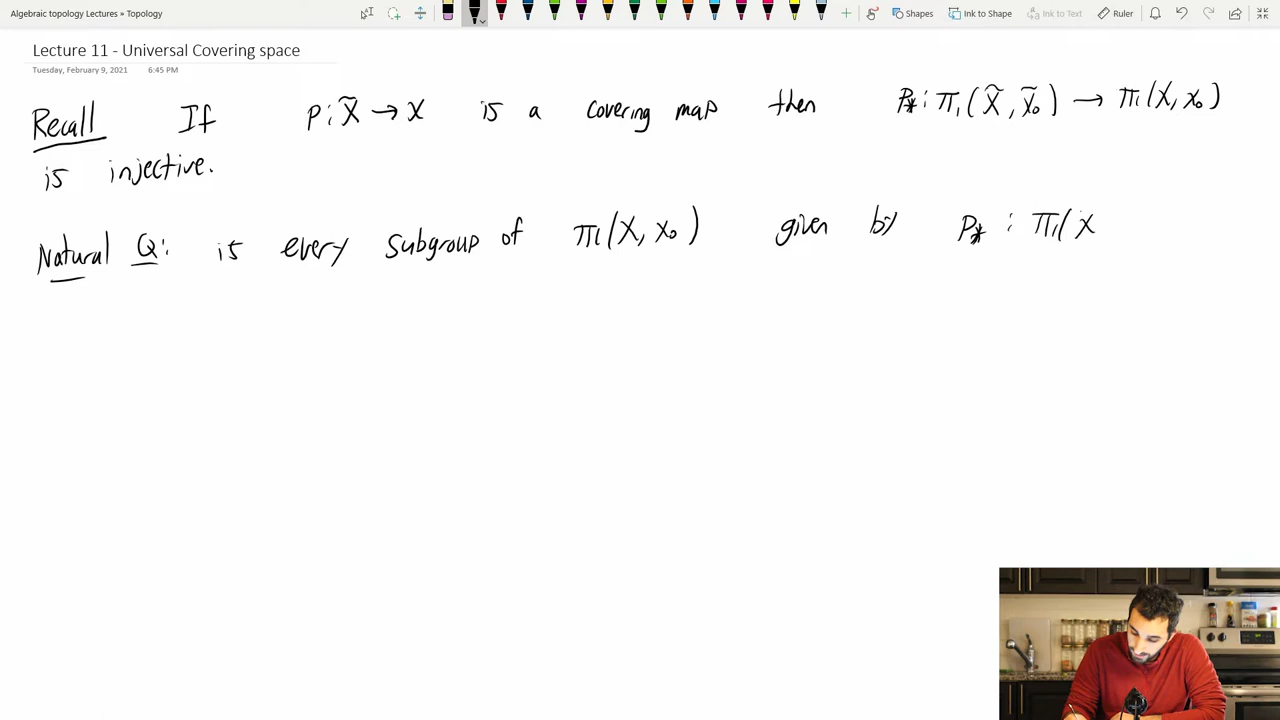 Algebraic topology Lectures » Topology
Shapes Ink to Shape Ink to Text Ruler
Lecture 11 - Universal Covering space
Tuesday, February 9, 2021 6:45 PM
Recall If p : X̃ → X is a covering map then p* : π₁(X̃, x̃₀) → π₁(X, x₀)
is injective.
Natural Q: is every subgroup of π₁(X, x₀) given by p* : π₁(X